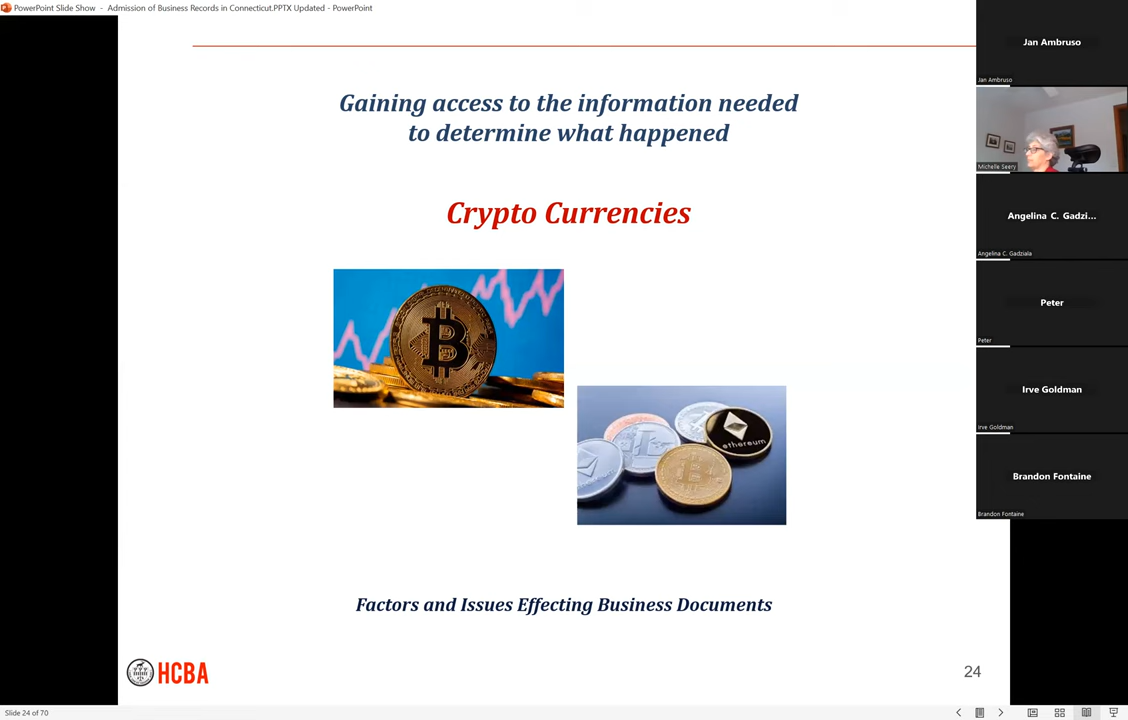 PowerPoint Slide Show - Admission of Business Records in Connecticut.PPTX Updated - PowerPoint
Gaining access to the information needed
to determine what happened
Crypto Currencies
B
ethereum
Factors and Issues Effecting Business Documents
HCBA
24
Jan Ambruso
Jan Ambruso
Michelle Seery
Angelina C. Gadzi...
Angelina C. Gadziala
Peter
Peter
Irve Goldman
Irve Goldman
Brandon Fontaine
Brandon Fontaine
Slide 24 of 70